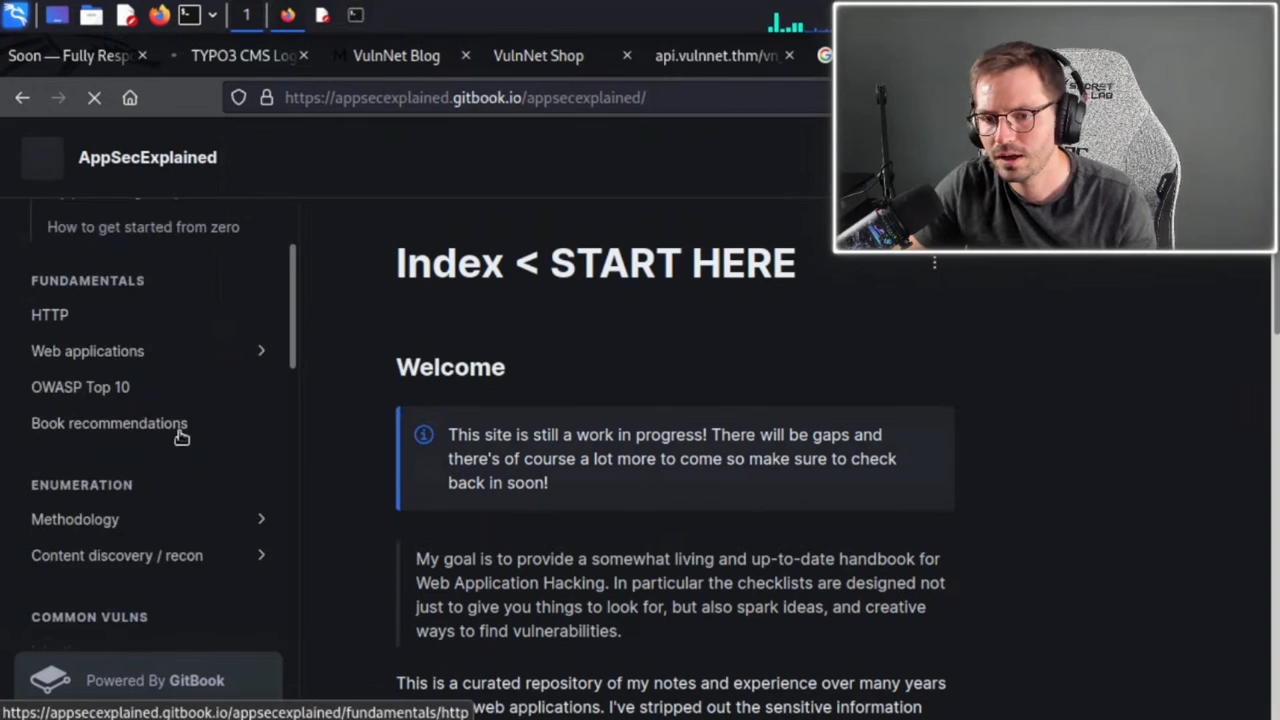 1
Soon — Fully Resp
TYPO3 CMS Log
VulnNet Blog
VulnNet Shop
api.vulnnet.thm/vn
https://appsecexplained.gitbook.io/appsecexplained/
AppSecExplained
How to get started from zero
FUNDAMENTALS
HTTP
Web applications
OWASP Top 10
Book recommendations
ENUMERATION
Methodology
Content discovery / recon
COMMON VULNS
Powered By GitBook
https://appsecexplained.gitbook.io/appsecexplained/fundamentals/http
Index < START HERE
Welcome
This site is still a work in progress! There will be gaps and
there's of course a lot more to come so make sure to check
back in soon!
My goal is to provide a somewhat living and up-to-date handbook for
Web Application Hacking. In particular the checklists are designed not
just to give you things to look for, but also spark ideas, and creative
ways to find vulnerabilities.
This is a curated repository of my notes and experience over many years
web applications. I've stripped out the sensitive information